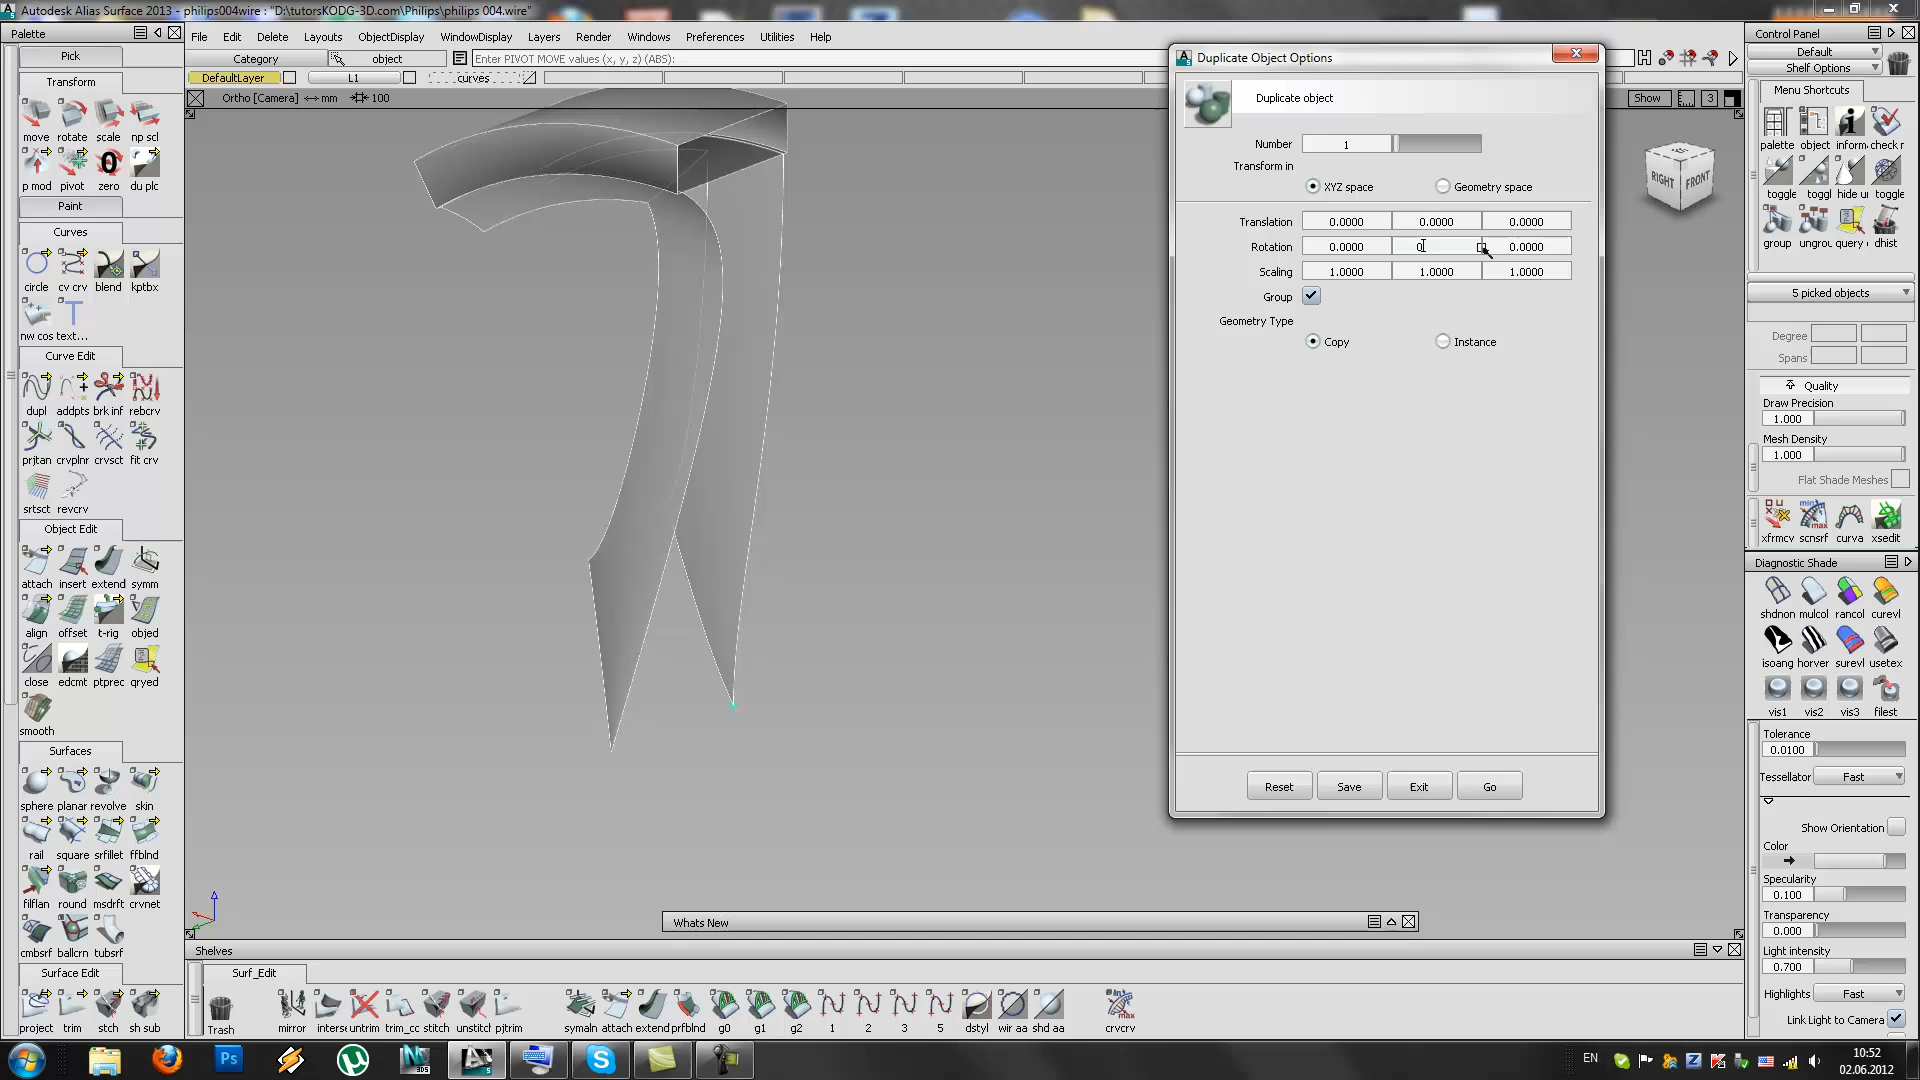 Autodesk Alias Surface 2013 - philips004wire : "D:\tutorsKODG-3D.com\Philips\philips 004.wire"
Palette
Pick
Transform
move rotate scale np scl
p mod pivot zero du plc
Paint
Curves
circle cv crv blend kptbx
nw cos text...
Curve Edit
dupl addpts brk inf rebcrv
prjtan crvplnr crvsct fit crv
srtsct revcrv
Object Edit
attach insert extend symm
align offset t-rig objed
close edcmt ptprec qryed
smooth
Surfaces
sphere planar revolve skin
rail square srfillet ffblnd
filflan round msdrft crvnet
cmbsrf ballcrn tubsrf
Surface Edit
project trim stch sh sub
File Edit Delete Layouts ObjectDisplay WindowDisplay Layers Render Windows Preferences Utilities Help
Category object Enter PIVOT MOVE values (x, y, z) (ABS):
DefaultLayer L1 curves
Ortho [Camera] mm 100
Show 3
RIGHT FRONT
Duplicate Object Options
Duplicate object
Number 1
Transform in
XYZ space Geometry space
Translation 0.0000 0.0000 0.0000
Rotation 0.0000 0 0.0000
Scaling 1.0000 1.0000 1.0000
Group
Geometry Type
Copy Instance
Reset Save Exit Go
Whats New
Shelves
Surf_Edit
Trash mirror interse untrim trim_cc stitch unstitcl pjtrim symaln attach extend prfblnd g0 g1 g2 1 2 3 5 dstyl wir aa shd aa crvcrv
Control Panel
Default
Shelf Options
Menu Shortcuts
palette object inform check n
toggle toggle hide u toggle
group ungrou query dhist
5 picked objects
Degree
Spans
Quality
Draw Precision
1.000
Mesh Density
1.000
Flat Shade Meshes
xfrmcv scnsrf curva xsedit
Diagnostic Shade
shdnon mulcol rancol curevl
isoang horver surevl usetex
vis1 vis2 vis3 filest
Tolerance
0.0100
Tessellator Fast
Show Orientation
Color
Specularity
0.100
Transparency
0.000
Light intensity
0.700
Highlights Fast
Link Light to Camera
EN
10:52
02.06.2012